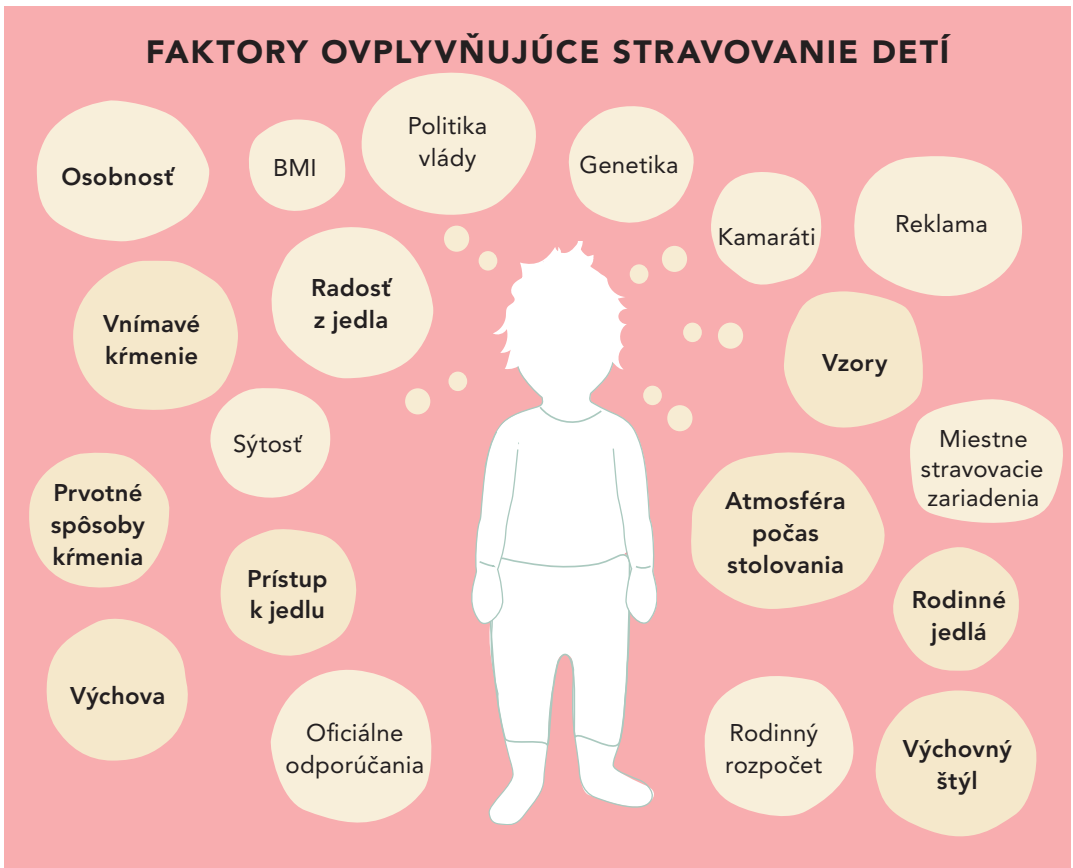 FAKTORY OVPLYVŇUJÚCE STRAVOVANIE DETÍ
Osobnosť
BMI
Politika
vlády
Genetika
Kamaráti
Reklama
Vnímavé
kŕmenie
Radosť
z jedla
Vzory
Sýtosť
Miestne
stravovacie
zariadenia
Prvotné
spôsoby
kŕmenia
Prístup
k jedlu
Atmosféra
počas
stolovania
Rodinné
jedlá
Výchova
Oficiálne
odporúčania
Rodinný
rozpočet
Výchovný
štýl